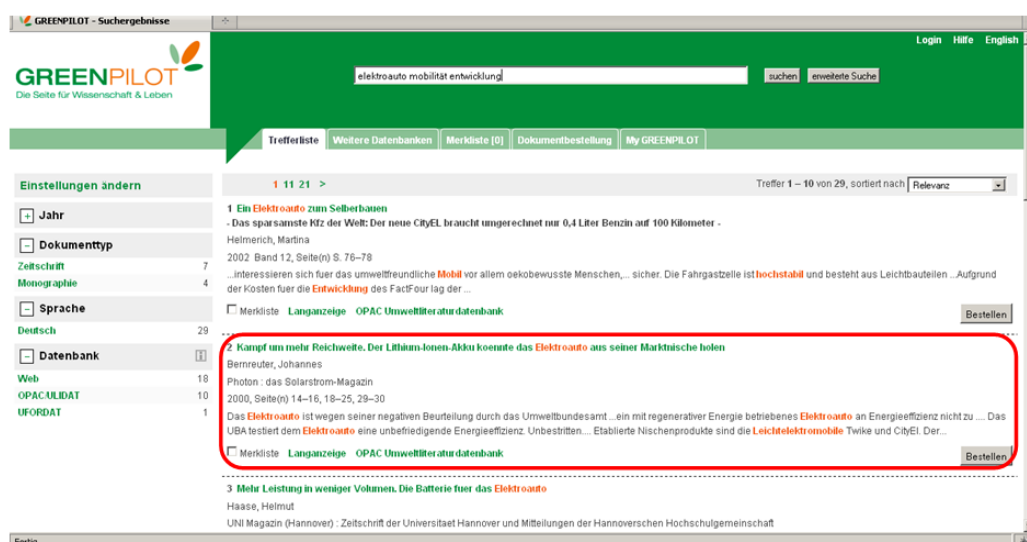 GREENPILOT - Suchergebnisse
Login Hilfe English
GREENPILOT
Die Seite für Wissenschaft & Leben
elektroauto mobilität entwicklung
suchen erweiterte Suche
Trefferliste Weitere Datenbanken Merkliste [0] Dokumentbestellung My GREENPILOT
Einstellungen ändern
+ Jahr
- Dokumenttyp
Zeitschrift 7
Monographie 4
- Sprache
Deutsch 29
- Datenbank
Web 18
OPACULIDAT 10
UFORDAT 1
1 11 21 >
Treffer 1 – 10 von 29, sortiert nach Relevanz
1 Ein Elektroauto zum Selberbauen
- Das sparsamste Kfz der Welt: Der neue CityEL braucht umgerechnet nur 0,4 Liter Benzin auf 100 Kilometer -
Helmerich, Martina
2002 Band 12, Seite(n) S. 76–78
...interessieren sich fuer das umweltfreundliche Mobil vor allem oekobewusste Menschen,... sicher. Die Fahrgastzelle ist hochstabil und besteht aus Leichtbauteilen ...Aufgrund
der Kosten fuer die Entwicklung des FactFour lag der ...
Merkliste Langanzeige OPAC Umweltliteraturdatenbank
Bestellen
2 Kampf um mehr Reichweite. Der Lithium-Ionen-Akku koennte das Elektroauto aus seiner Marktnische holen
Bernreuter, Johannes
Photon : das Solarstrom-Magazin
2000, Seite(n) 14–16, 18–25, 29–30
Das Elektroauto ist wegen seiner negativen Beurteilung durch das Umweltbundesamt ...ein mit regenerativer Energie betriebenes Elektroauto an Energieeffizienz nicht zu .... Das
UBA testiert dem Elektroauto eine unbefriedigende Energieeffizienz. Unbestritten.... Etablierte Nischenprodukte sind die Leichtelektromobile Twike und CityEl. Der...
Merkliste Langanzeige OPAC Umweltliteraturdatenbank
Bestellen
3 Mehr Leistung in weniger Volumen. Die Batterie fuer das Elektroauto
Haase, Helmut
UNI Magazin (Hannover) : Zeitschrift der Universitaet Hannover und Mitteilungen der Hannoverschen Hochschulgemeinschaft